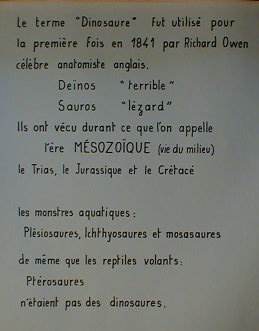 Le terme "Dinosaure" fut utilisé pour
la première fois en 1841 par Richard Owen
célèbre anatomiste anglais.
Deïnos "terrible"
Sauros "lézard"
Ils ont vécu durant ce que l'on appelle
l'ère MÉSOZOÏQUE (vie du milieu)
le Trias, le Jurassique et le Crétacé
les monstres aquatiques :
Plésiosaures, Ichthyosaures et mosasaures
de même que les reptiles volants :
Ptérosaures
n'étaient pas des dinosaures.